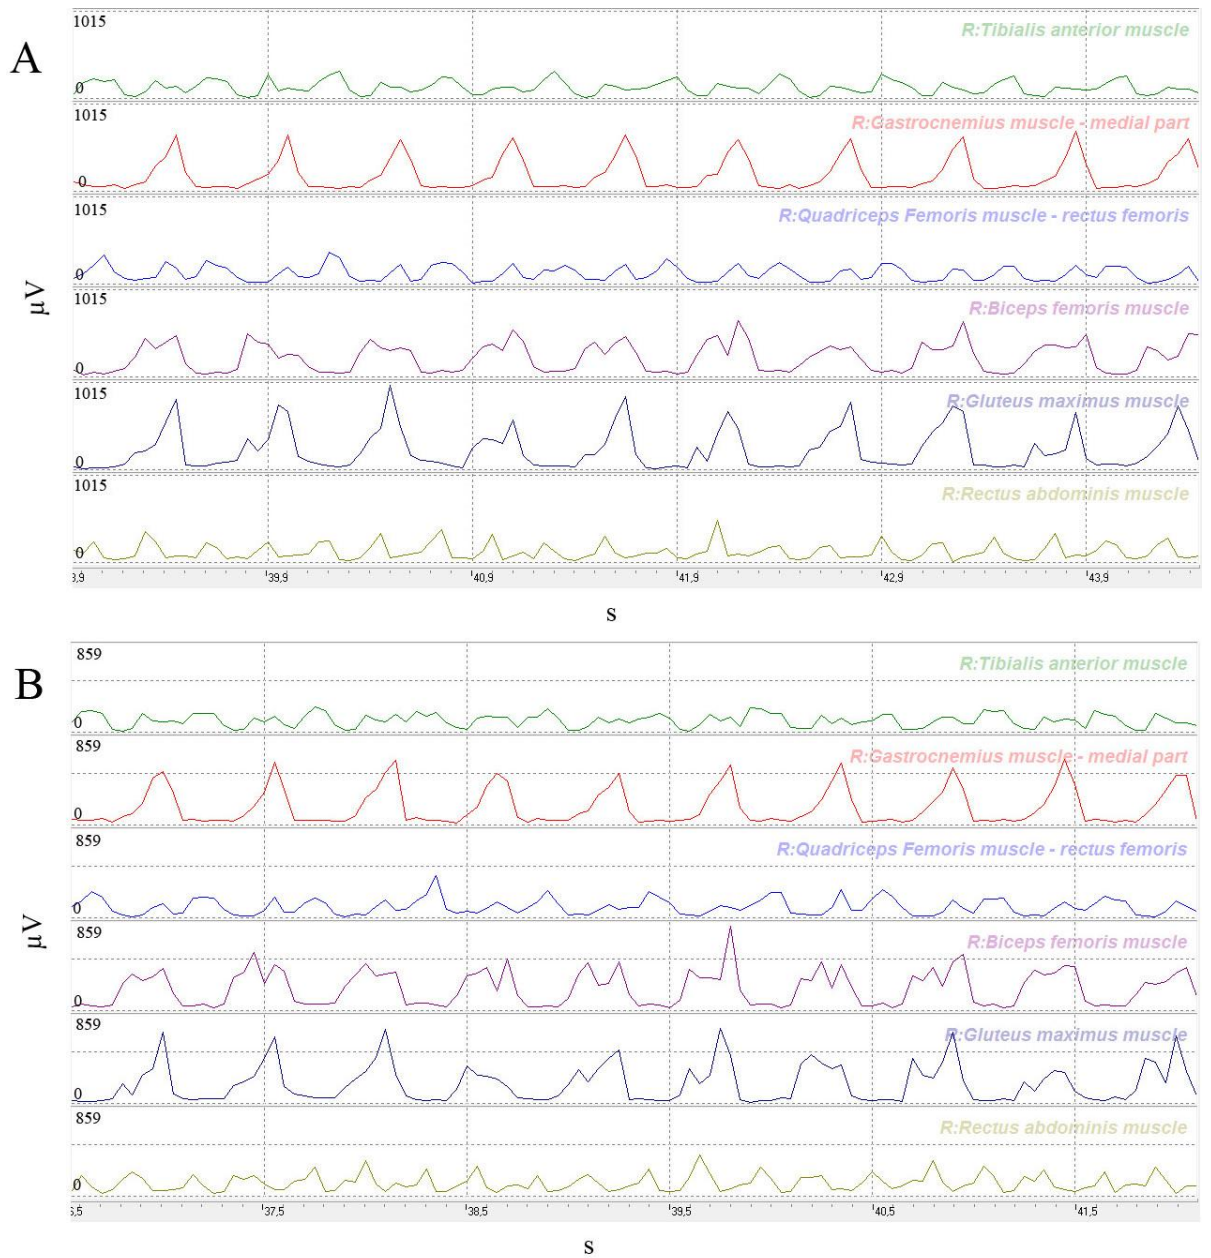 A
1015
R:Tibialis anterior muscle
0
1015
R:Gastrocnemius muscle - medial part
0
1015
R:Quadriceps Femoris muscle - rectus femoris
0
µV
1015
R:Biceps femoris muscle
0
1015
R:Gluteus maximus muscle
0
1015
R:Rectus abdominis muscle
0
3,9 39,9 40,9 41,9 42,9 43,9
s
B
859
R:Tibialis anterior muscle
0
859
R:Gastrocnemius muscle - medial part
0
859
R:Quadriceps Femoris muscle - rectus femoris
0
µV
859
R:Biceps femoris muscle
0
859
R:Gluteus maximus muscle
0
859
R:Rectus abdominis muscle
0
5,5 37,5 38,5 39,5 40,5 41,5
s